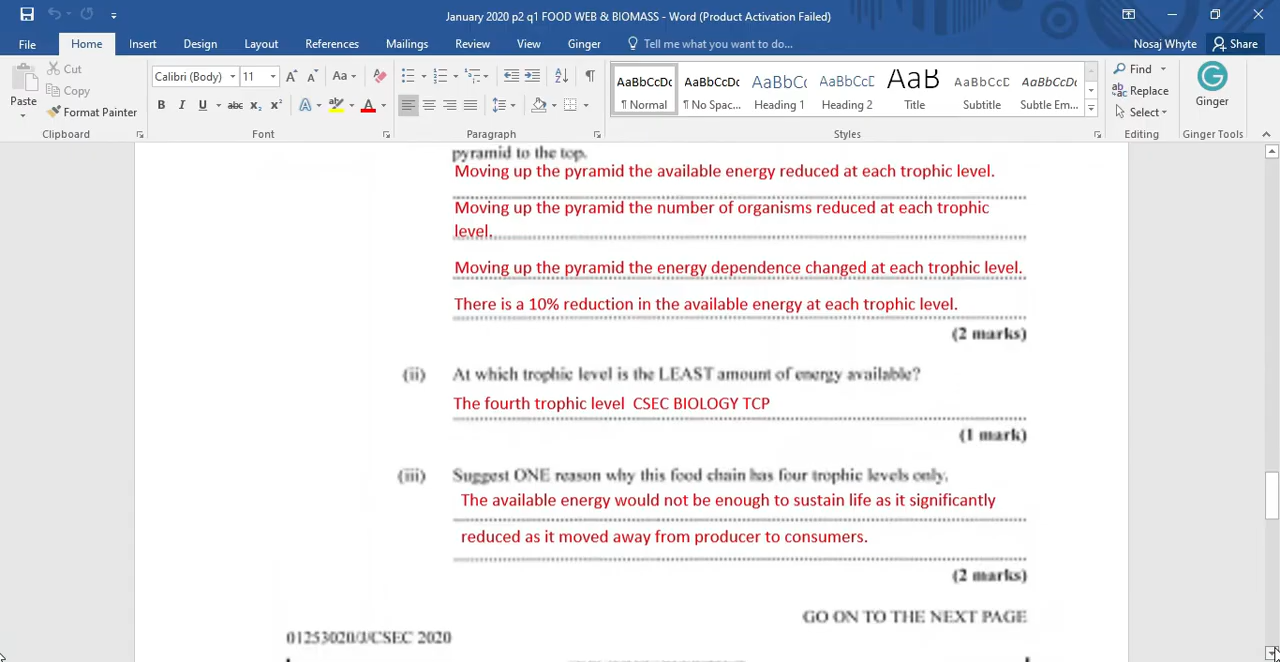 January 2020 p2 q1 FOOD WEB & BIOMASS - Word (Product Activation Failed)
File Home Insert Design Layout References Mailings Review View Ginger Tell me what you want to do... Nosaj Whyte Share
Paste
Cut
Copy
Format Painter
Calibri (Body) 11
AaBbCcDc AaBbCcDc AaBbCc AaBbCcD AaB AaBbCcD AaBbCcDc
¶ Normal ¶ No Spac... Heading 1 Heading 2 Title Subtitle Subtle Em...
Find
Replace
Select
Ginger
Clipboard Font Paragraph Styles Editing Ginger Tools
pyramid to the top.
Moving up the pyramid the available energy reduced at each trophic level.
Moving up the pyramid the number of organisms reduced at each trophic
level.
Moving up the pyramid the energy dependence changed at each trophic level.
There is a 10% reduction in the available energy at each trophic level.
(2 marks)
(ii) At which trophic level is the LEAST amount of energy available?
The fourth trophic level CSEC BIOLOGY TCP
(1 mark)
(iii) Suggest ONE reason why this food chain has four trophic levels only.
The available energy would not be enough to sustain life as it significantly
reduced as it moved away from producer to consumers.
(2 marks)
GO ON TO THE NEXT PAGE
01253020/J/CSEC 2020